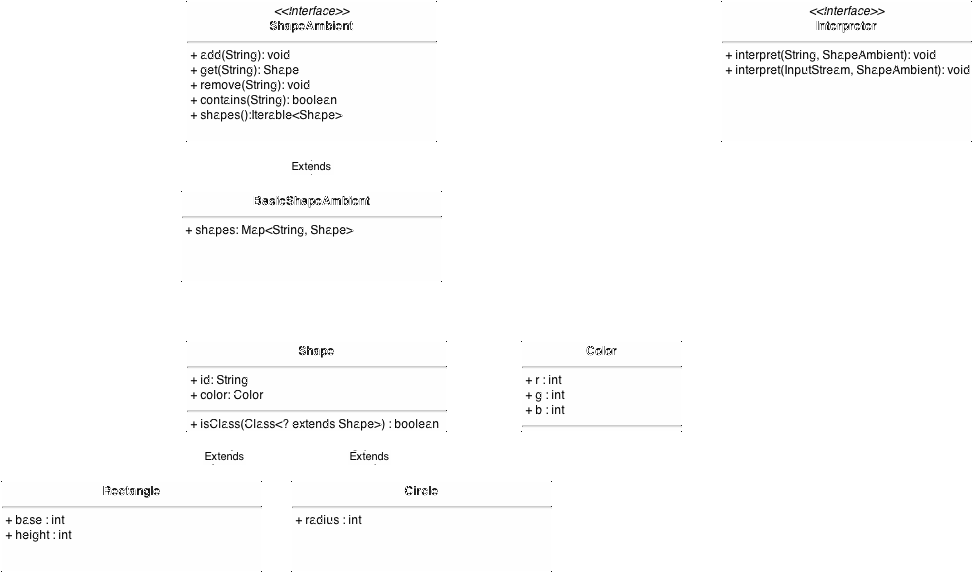 <<Interface>>
ShapeAmbient
+ add(String): void
+ get(String): Shape
+ remove(String): void
+ contains(String): boolean
+ shapes():Iterable<Shape>
<<Interface>>
Interpreter
+ interpret(String, ShapeAmbient): void
+ interpret(InputStream, ShapeAmbient): void
Extends
BasicShapeAmbient
+ shapes: Map<String, Shape>
Shape
+ id: String
+ color: Color
+ isClass(Class<? extends Shape>) : boolean
Color
+ r : int
+ g : int
+ b : int
Extends
Extends
Rectangle
+ base : int
+ height : int
Circle
+ radius : int